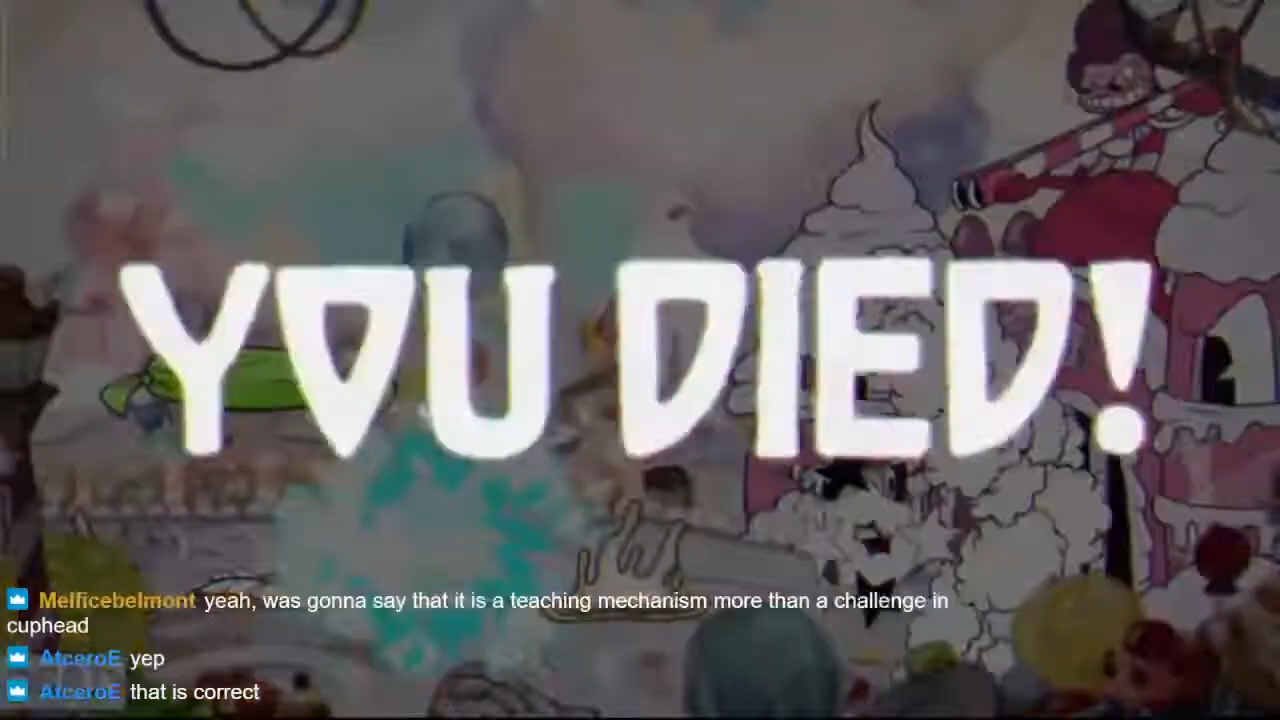 YOU DIED!
Melficebelmont yeah, was gonna say that it is a teaching mechanism more than a challenge in
cuphead
AtceroE yep
AtceroE that is correct